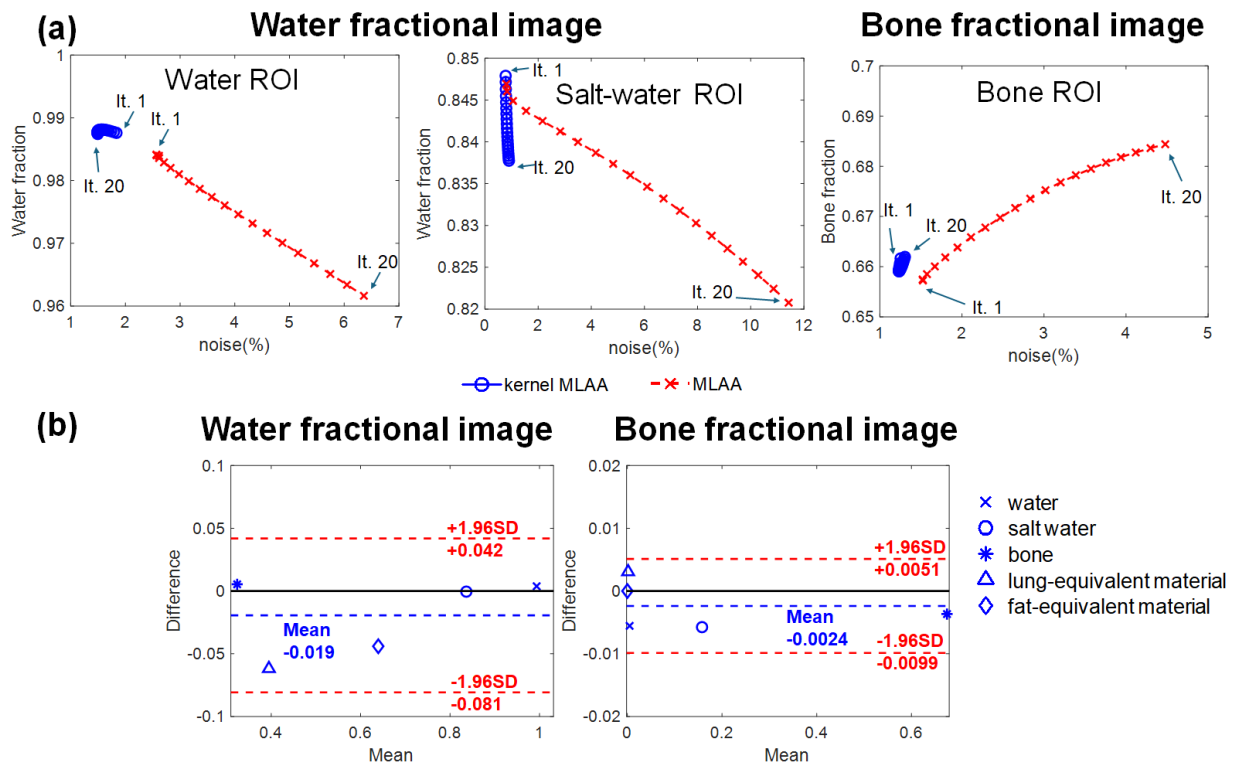 (a)
Water fractional image
Bone fractional image
Water ROI
1
0.99
0.98
0.97
0.96
Water fraction
It. 1
It. 1
It. 20
It. 20
1
2
3
4
5
6
7
noise(%)
Salt-water ROI
0.85
0.845
0.84
0.835
0.83
0.825
0.82
Water fraction
It. 1
It. 20
It. 20
0
2
4
6
8
10
12
noise(%)
Bone ROI
0.7
0.69
0.68
0.67
0.66
0.65
Bone fraction
It. 1
It. 20
It. 20
It. 1
1
2
3
4
5
noise(%)
kernel MLAA
MLAA
(b)
Water fractional image
Bone fractional image
0.1
0.05
0
-0.05
-0.1
Difference
+1.96SD
+0.042
Mean
-0.019
-1.96SD
-0.081
0.4
0.6
0.8
1
Mean
0.02
0.01
0
-0.01
-0.02
Difference
+1.96SD
+0.0051
Mean
-0.0024
-1.96SD
-0.0099
0
0.2
0.4
0.6
Mean
water
salt water
bone
lung-equivalent material
fat-equivalent material